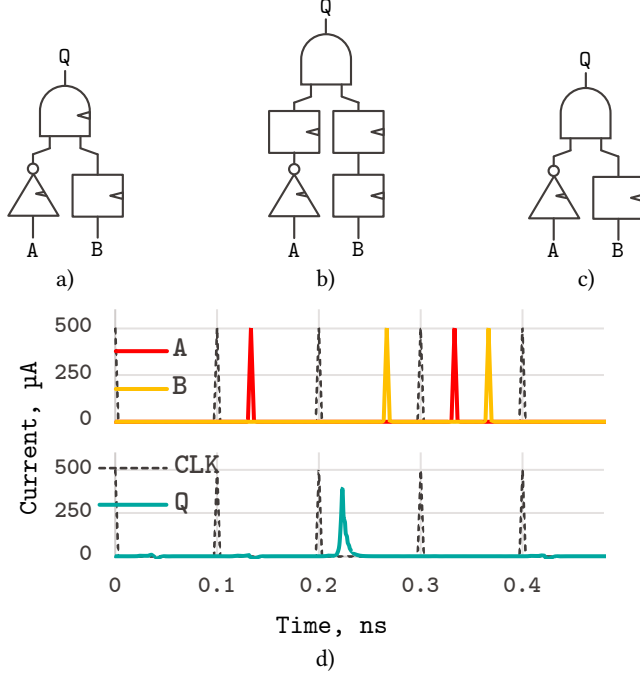 Q
A B
a)
Q
A B
b)
Q
A B
c)
Current, μA
500
250
0
A
B
500
250
0
CLK
Q
0 0.1 0.2 0.3 0.4
Time, ns
d)